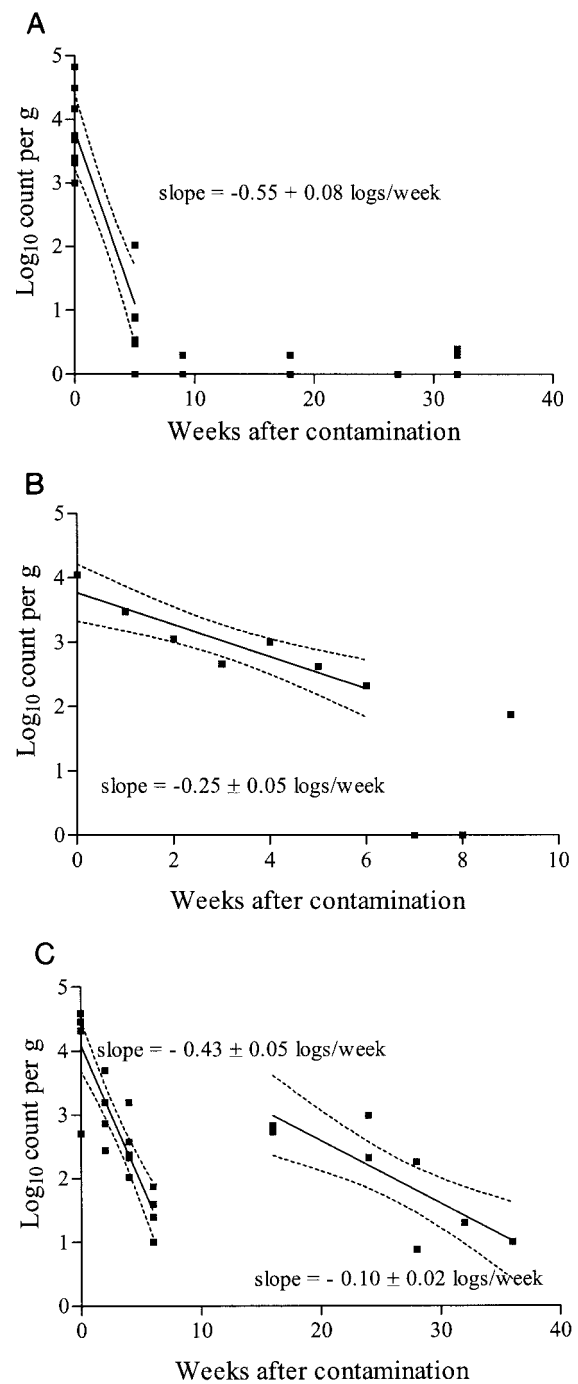 A
5
4
3
2
1
0
Log₁₀ count per g
slope = -0.55 + 0.08 logs/week
0 10 20 30 40
Weeks after contamination
B
5
4
3
2
1
0
Log₁₀ count per g
slope = -0.25 ± 0.05 logs/week
0 2 4 6 8 10
Weeks after contamination
C
5
4
3
2
1
0
Log₁₀ count per g
slope = - 0.43 ± 0.05 logs/week
slope = - 0.10 ± 0.02 logs/week
0 10 20 30 40
Weeks after contamination